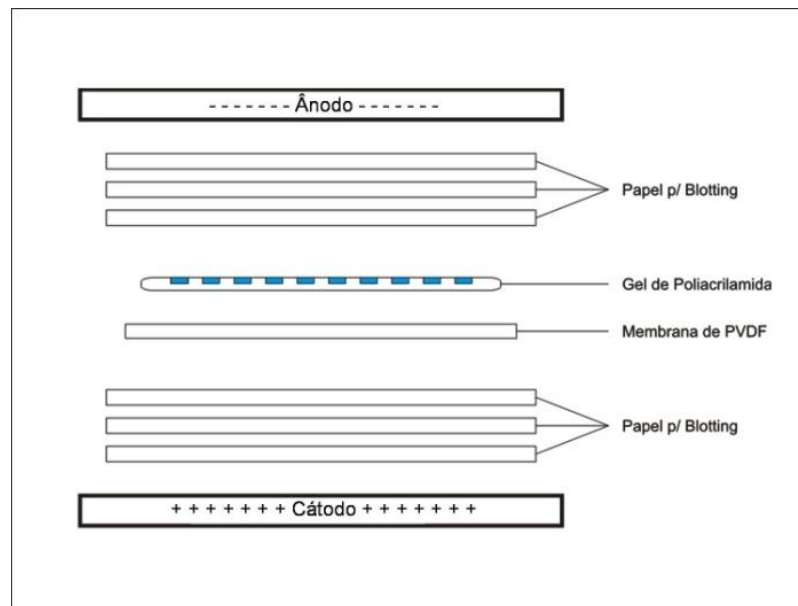 - - - - - - - Ânodo - - - - - - -
Papel p/ Blotting
Gel de Poliacrilamida
Membrana de PVDF
Papel p/ Blotting
+ + + + + + + Cátodo + + + + + + +